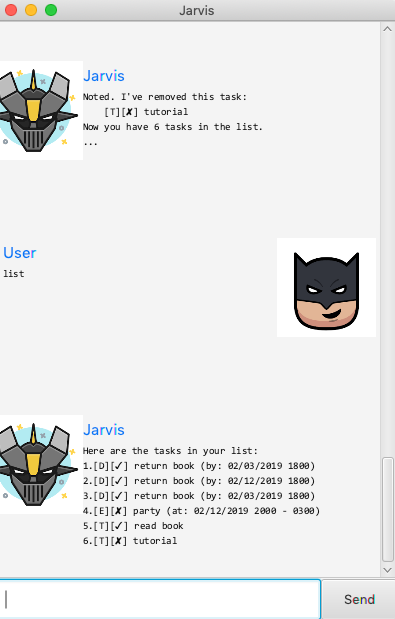 Jarvis
Jarvis
Noted. I've removed this task:
[T][✗] tutorial
Now you have 6 tasks in the list.
...
User
list
Jarvis
Here are the tasks in your list:
1.[D][✓] return book (by: 02/03/2019 1800)
2.[D][✓] return book (by: 02/12/2019 1800)
3.[D][✓] return book (by: 02/03/2019 1800)
4.[E][✗] party (at: 02/12/2019 2000 - 0300)
5.[T][✓] read book
6.[T][✗] tutorial
Send